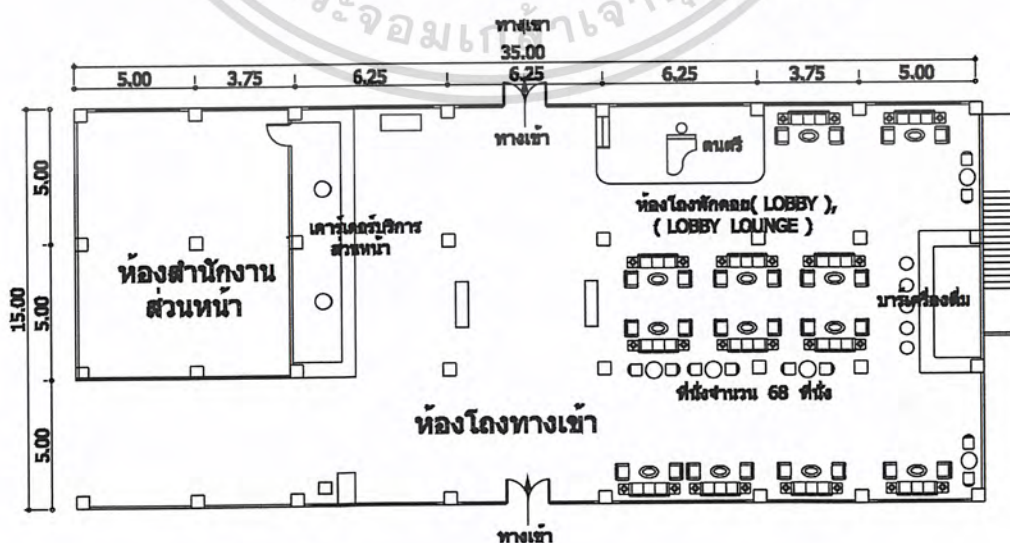 ทางเขา
35.00
5.00 3.75 6.25 6.25 6.25 3.75 5.00
ทางเข้า
ดนตรี
ห้องโถงพักคอย( LOBBY ),
( LOBBY LOUNGE )
เคาร์เตอร์บริการ
ส่วนหน้า
ห้องสำนักงาน
ส่วนหน้า
บาร์เครื่องดื่ม
15.00
5.00
5.00
5.00
ที่นั่งจำนวน 68 ที่นั่ง
ห้องโถงทางเข้า
ทางเข้า